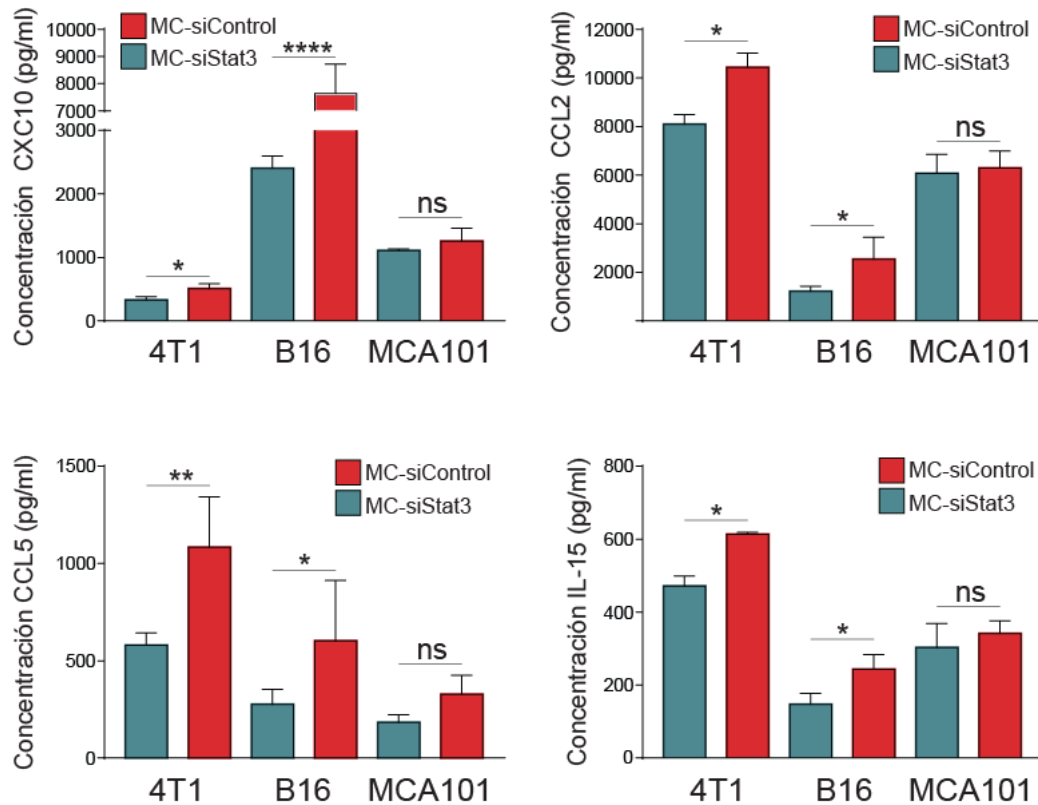 Concentración CXC10 (pg/ml)
MC-siControl
MC-siStat3
10000
9000
8000
7000
3000
2000
1000
0
*
****
ns
4T1 B16 MCA101
Concentración CCL2 (pg/ml)
MC-siControl
MC-siStat3
12000
10000
8000
6000
4000
2000
*
*
ns
4T1 B16 MCA101
Concentración CCL5 (pg/ml)
MC-siControl
MC-siStat3
1500
1000
500
0
**
*
ns
4T1 B16 MCA101
Concentración IL-15 (pg/ml)
MC-siControl
MC-siStat3
800
600
400
200
0
*
*
ns
4T1 B16 MCA101